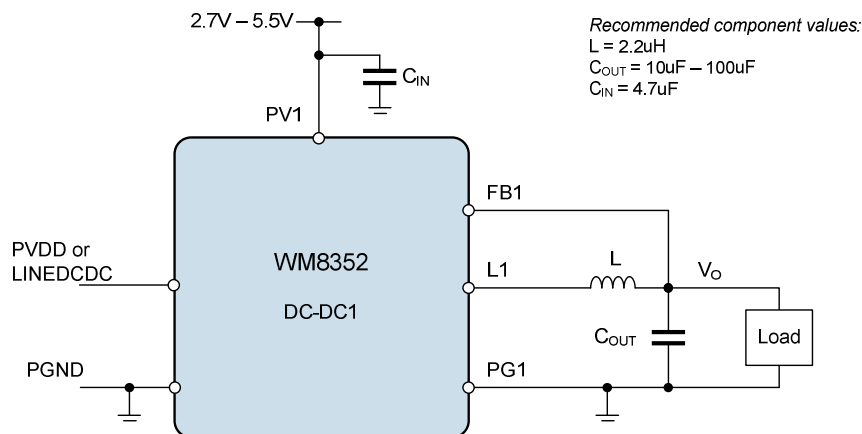 2.7V – 5.5V
Recommended component values:
L = 2.2uH
COUT = 10uF – 100uF
CIN = 4.7uF
CIN
PV1
FB1
PVDD or
LINEDCDC
WM8352
DC-DC1
L1
L
VO
COUT
Load
PGND
PG1